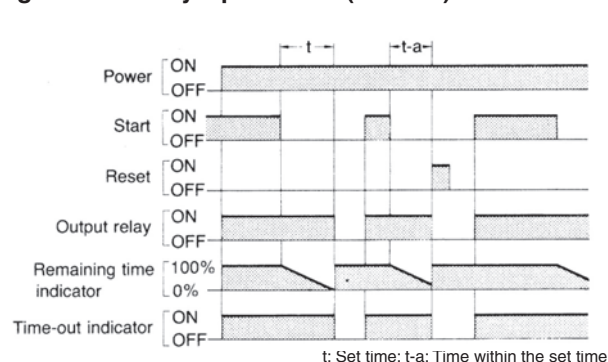 t
t-a
Power
ON
OFF
Start
ON
OFF
Reset
ON
OFF
Output relay
ON
OFF
Remaining time
indicator
100%
0%
Time-out indicator
ON
OFF
t: Set time; t-a: Time within the set time